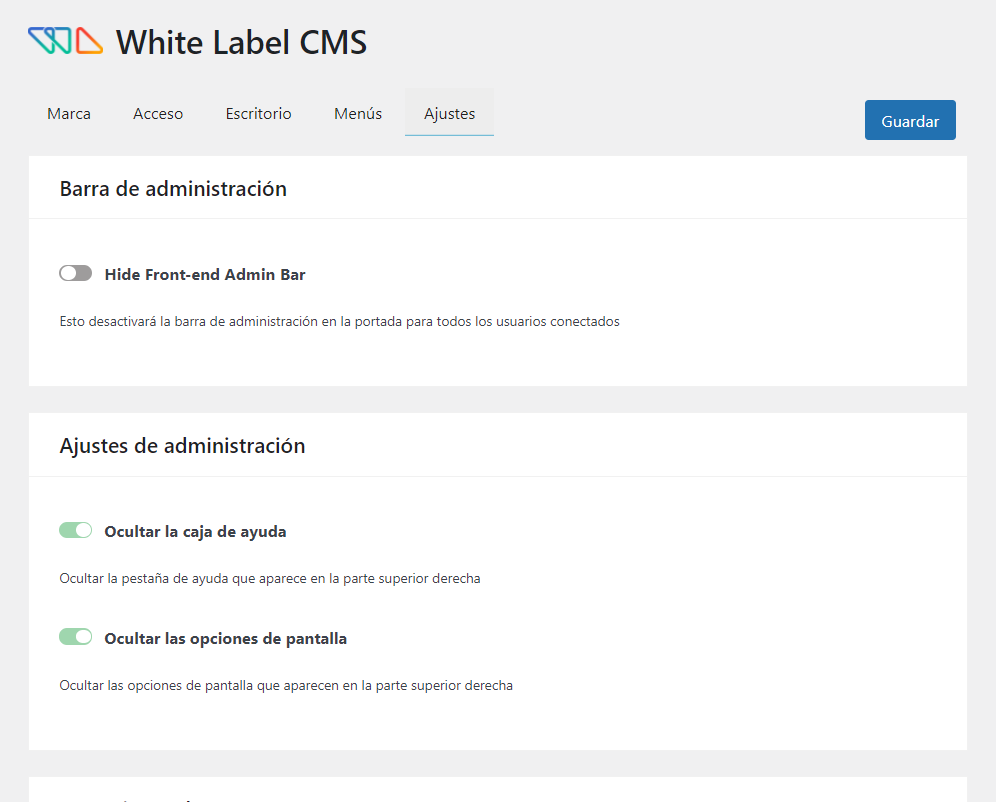 White Label CMS
Marca Acceso Escritorio Menús Ajustes
Guardar
Barra de administración
Hide Front-end Admin Bar
Esto desactivará la barra de administración en la portada para todos los usuarios conectados
Ajustes de administración
Ocultar la caja de ayuda
Ocultar la pestaña de ayuda que aparece en la parte superior derecha
Ocultar las opciones de pantalla
Ocultar las opciones de pantalla que aparecen en la parte superior derecha